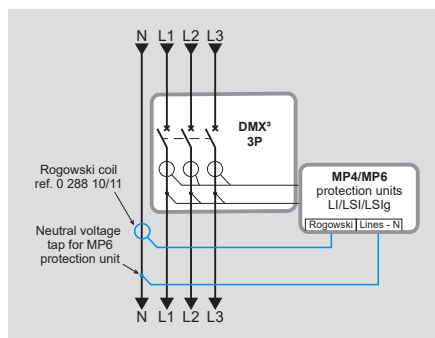 N L1 L2 L3
DMX³
3P
Rogowski coil
ref. 0 288 10/11
MP4/MP6
protection units
LI/LSI/LSIg
Rogowski Lines - N
Neutral voltage
tap for MP6
protection unit
N L1 L2 L3